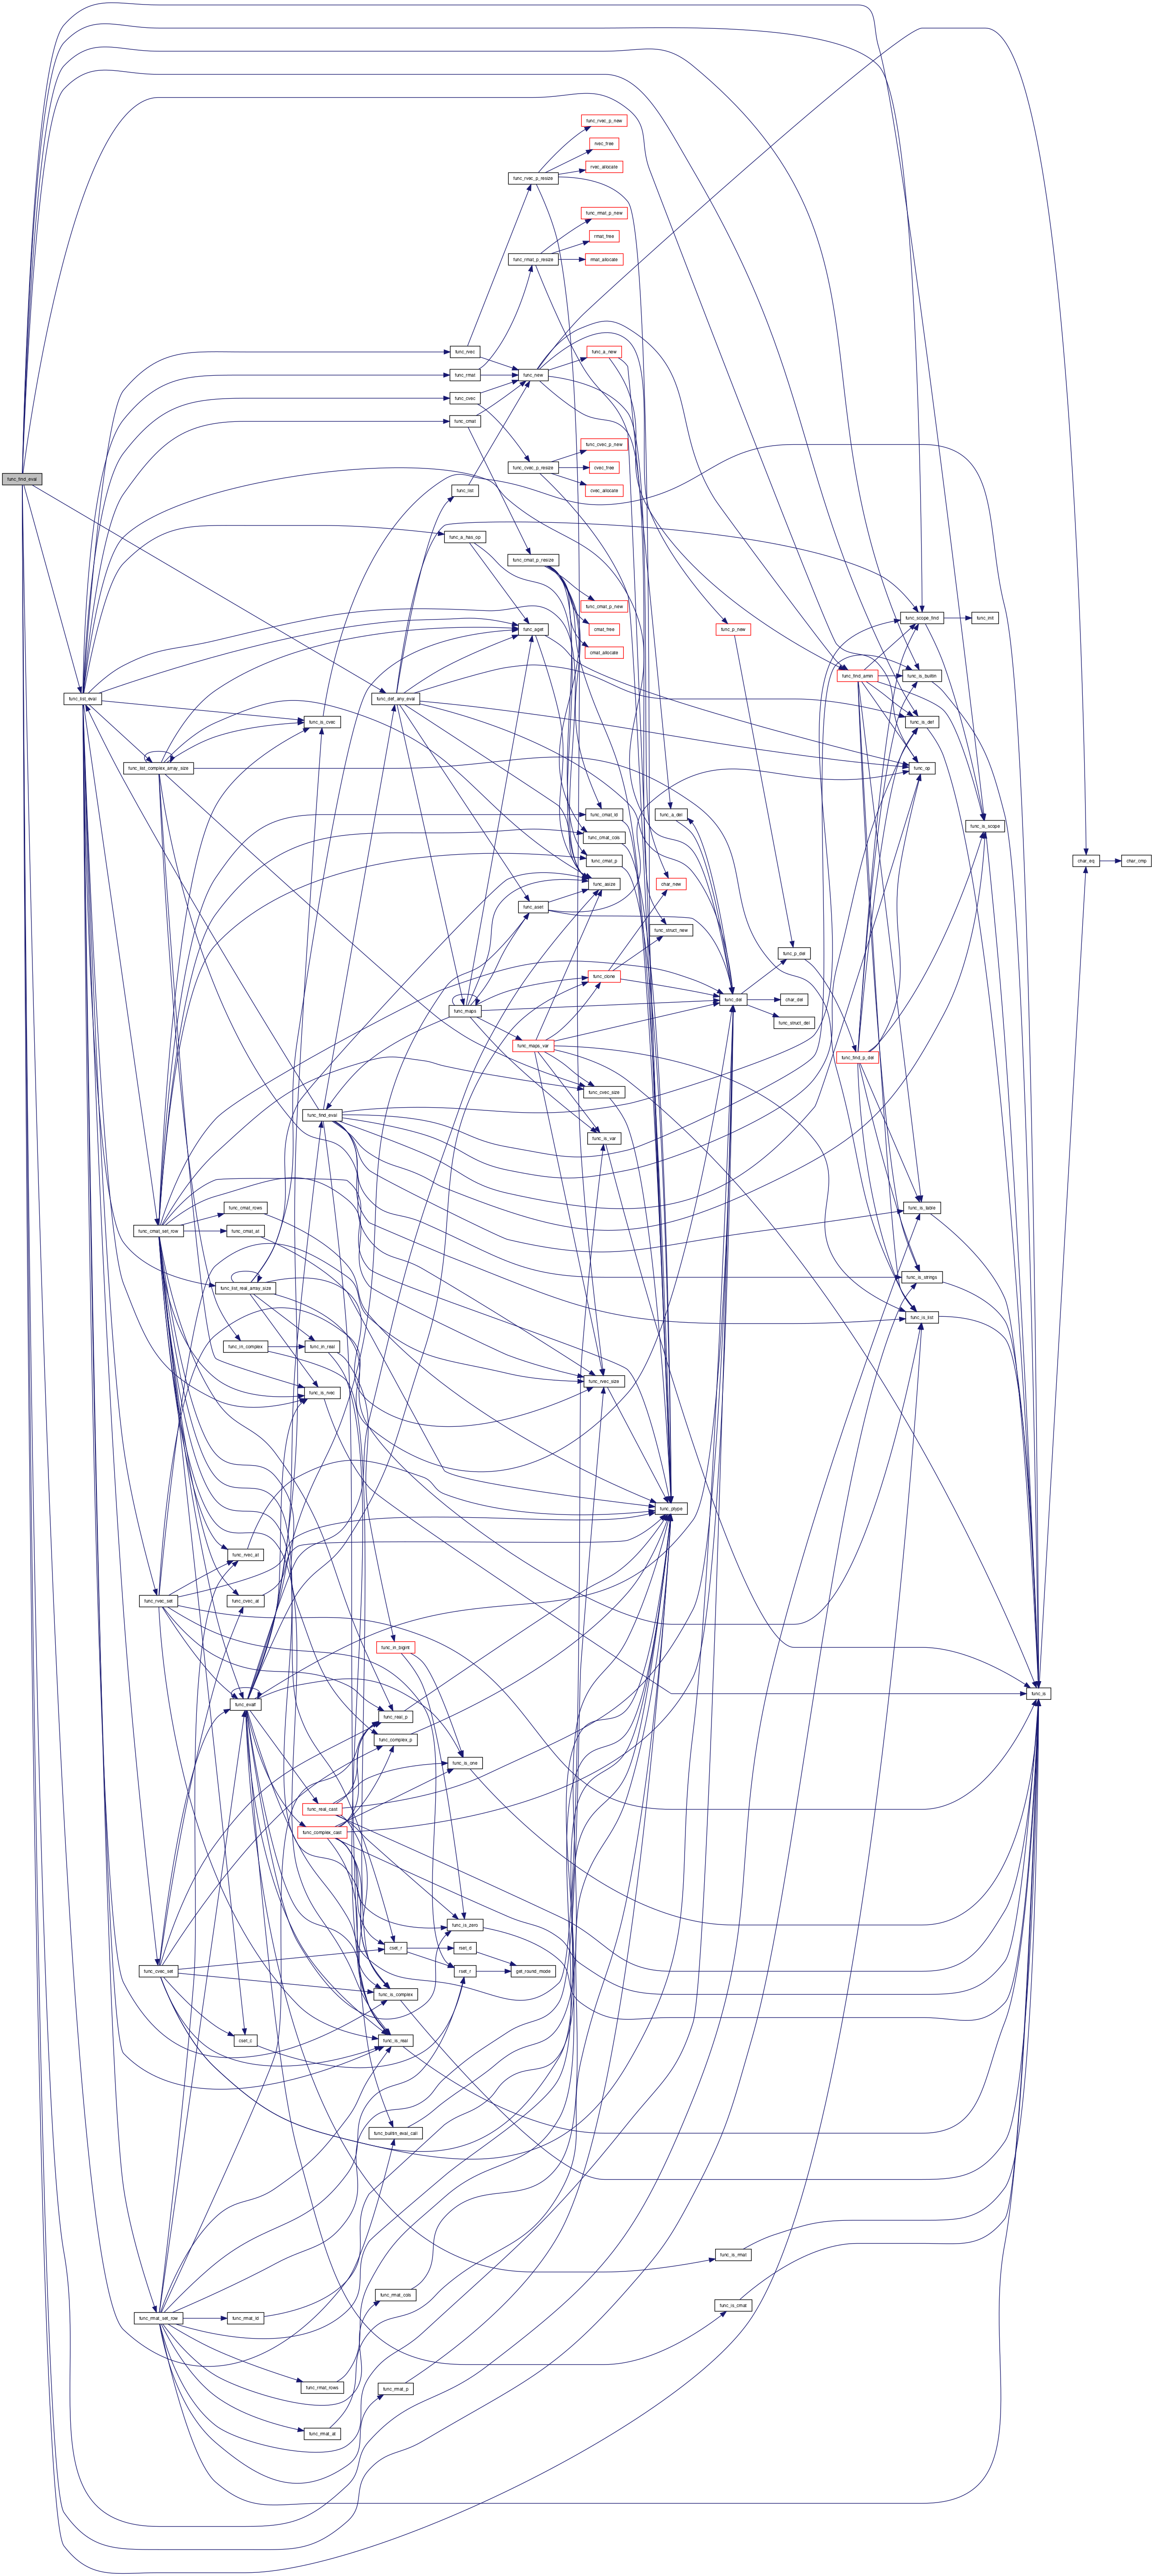 func_rvec_p_new
rvec_free
rvec_allocate
func_rvec_p_resize
func_rmat_p_new
rmat_free
rmat_allocate
func_rmat_p_resize
func_rvec
func_a_new
func_rmat
func_new
func_cvec
func_cmat
func_cvec_p_new
func_cvec_p_resize
cvec_free
func_find_eval
func_list
cvec_allocate
func_a_has_op
func_cmat_p_resize
func_cmat_p_new
func_scope_find
func_init
func_aget
cmat_free
func_p_new
cmat_allocate
func_find_amin
func_is_builtin
func_list_eval
func_def_any_eval
func_is_cvec
func_is_def
func_list_complex_array_size
func_op
func_cmat_id
func_a_del
func_is_scope
func_cmat_cols
func_cmat_p
char_eq
char_cmp
func_asize
char_new
func_aset
func_struct_new
func_p_del
func_clone
func_maps
func_del
char_del
func_struct_del
func_maps_var
func_find_p_del
func_cvec_size
func_find_eval
func_is_var
func_cmat_rows
func_is_table
func_cmat_set_row
func_cmat_at
func_list_real_array_size
func_is_strings
func_is_list
func_in_complex
func_in_real
func_is_rvec
func_rvec_size
func_ptype
func_rvec_at
func_rvec_set
func_cvec_at
func_in_bigint
func_is
func_eval
func_real_p
func_complex_p
func_is_one
func_real_cast
func_complex_cast
func_is_zero
cset_r
rset_d
func_cvec_set
rset_r
get_round_mode
func_is_complex
cset_c
func_is_real
func_builtin_eval_call
func_is_rmat
func_rmat_cols
func_is_cmat
func_rmat_set_row
func_rmat_id
func_rmat_rows
func_rmat_p
func_rmat_at